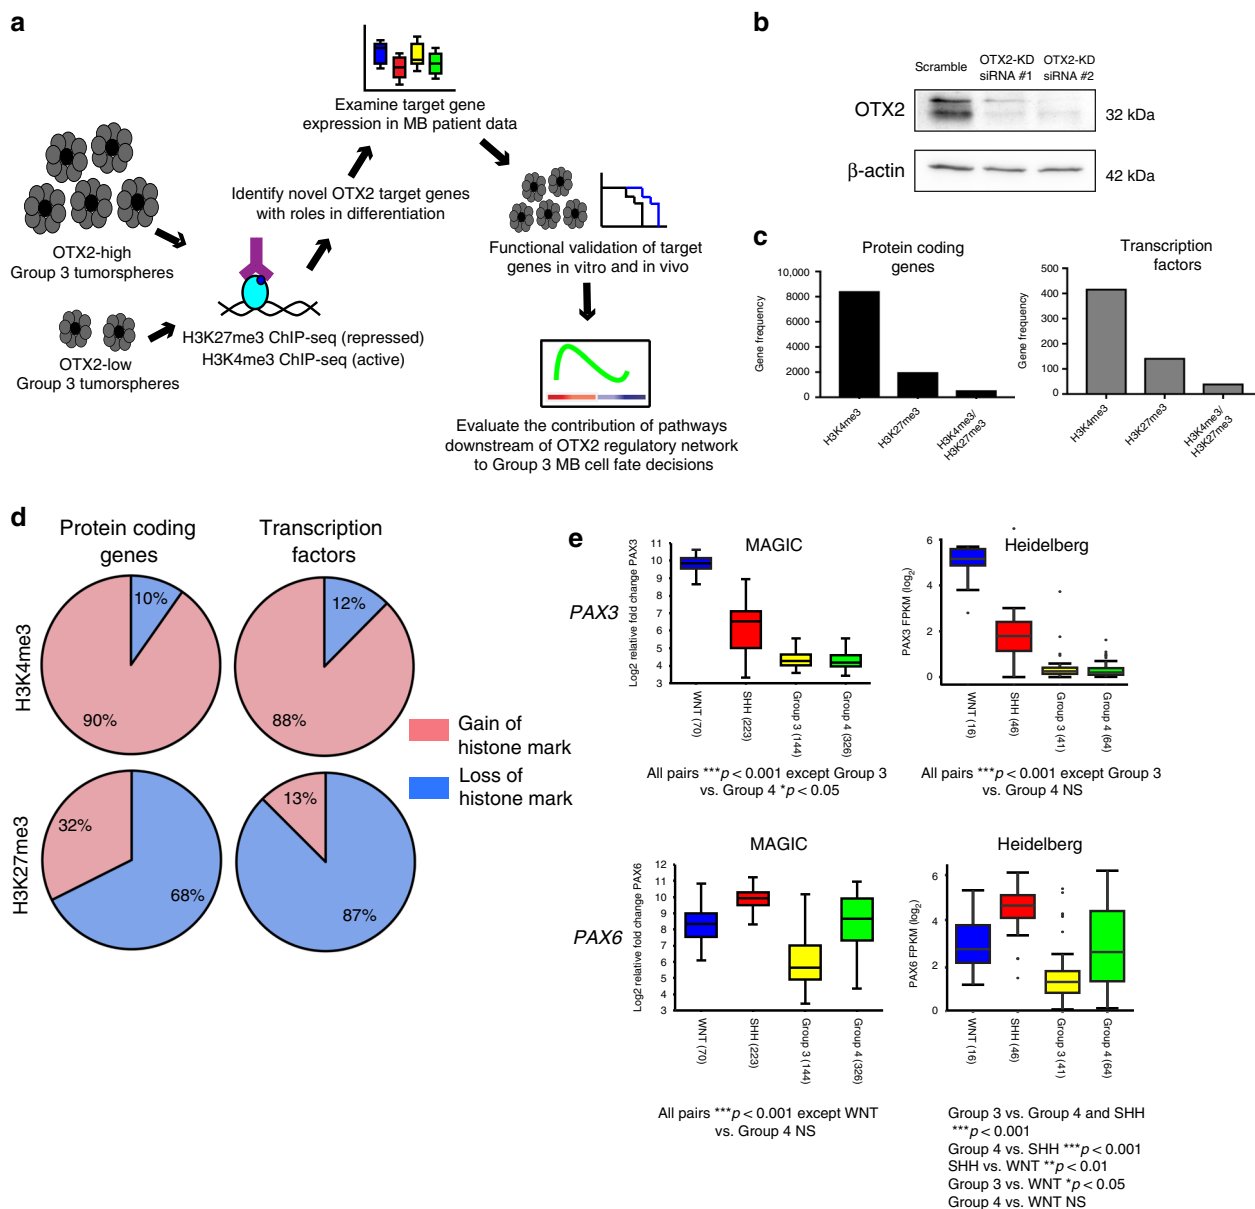 a
Examine target gene
expression in MB patient data
Identify novel OTX2 target genes
with roles in differentiation
OTX2-high
Group 3 tumorspheres
OTX2-low
Group 3 tumorspheres
H3K27me3 ChIP-seq (repressed)
H3K4me3 ChIP-seq (active)
Functional validation of target
genes in vitro and in vivo
Evaluate the contribution of pathways
downstream of OTX2 regulatory network
to Group 3 MB cell fate decisions
b
Scramble
OTX2-KD
siRNA #1
OTX2-KD
siRNA #2
OTX2
32 kDa
β-actin
42 kDa
c
Protein coding
genes
Gene frequency
10,000
8000
6000
4000
2000
0
H3K4me3
H3K27me3
H3K4me3/
H3K27me3
Transcription
factors
Gene frequency
500
400
300
200
100
0
H3K4me3
H3K27me3
H3K4me3/
H3K27me3
d
Protein coding
genes
Transcription
factors
H3K4me3
10%
90%
12%
88%
H3K27me3
32%
68%
13%
87%
Gain of
histone mark
Loss of
histone mark
e
PAX3
MAGIC
Log2 relative fold change PAX3
11
10
9
8
7
6
5
4
3
WNT (70)
SHH (223)
Group 3 (144)
Group 4 (326)
All pairs ***p < 0.001 except Group 3
vs. Group 4 *p < 0.05
Heidelberg
PAX3 FPKM (log2)
6
4
2
0
WNT (16)
SHH (46)
Group 3 (41)
Group 4 (64)
All pairs ***p < 0.001 except Group 3
vs. Group 4 NS
PAX6
MAGIC
Log2 relative fold change PAX6
12
11
10
9
8
7
6
5
4
3
WNT (70)
SHH (223)
Group 3 (144)
Group 4 (326)
All pairs ***p < 0.001 except WNT
vs. Group 4 NS
Heidelberg
PAX6 FPKM (log2)
6
4
2
0
WNT (16)
SHH (46)
Group 3 (41)
Group 4 (64)
Group 3 vs. Group 4 and SHH
***p < 0.001
Group 4 vs. SHH ***p < 0.001
SHH vs. WNT **p < 0.01
Group 3 vs. WNT *p < 0.05
Group 4 vs. WNT NS